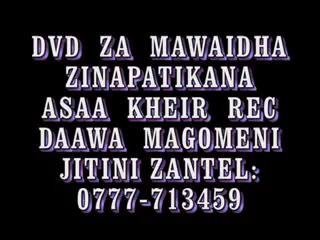 DVD ZA MAWAIDHA
ZINAPATIKANA
ASAA KHEIR REC
DAAWA MAGOMENI
JITINI ZANTEL:
0777-713459